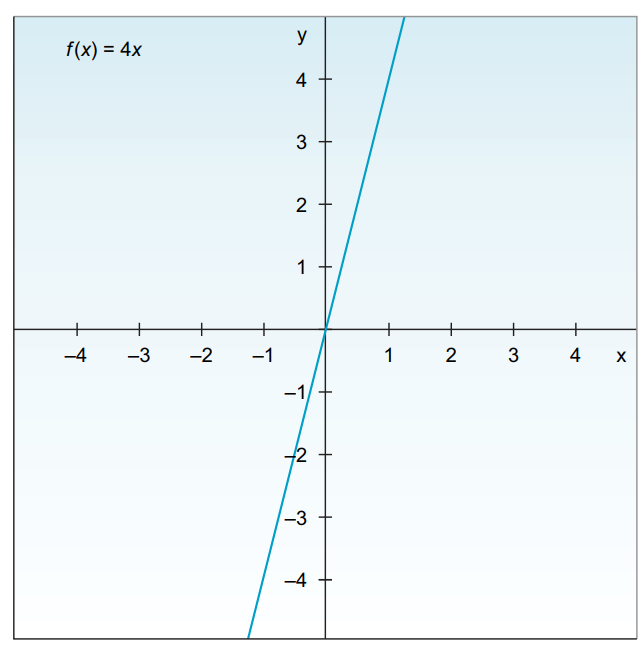 y
f(x) = 4x
4
3
2
1
–4 –3 –2 –1 1 2 3 4 x
–1
–2
–3
–4